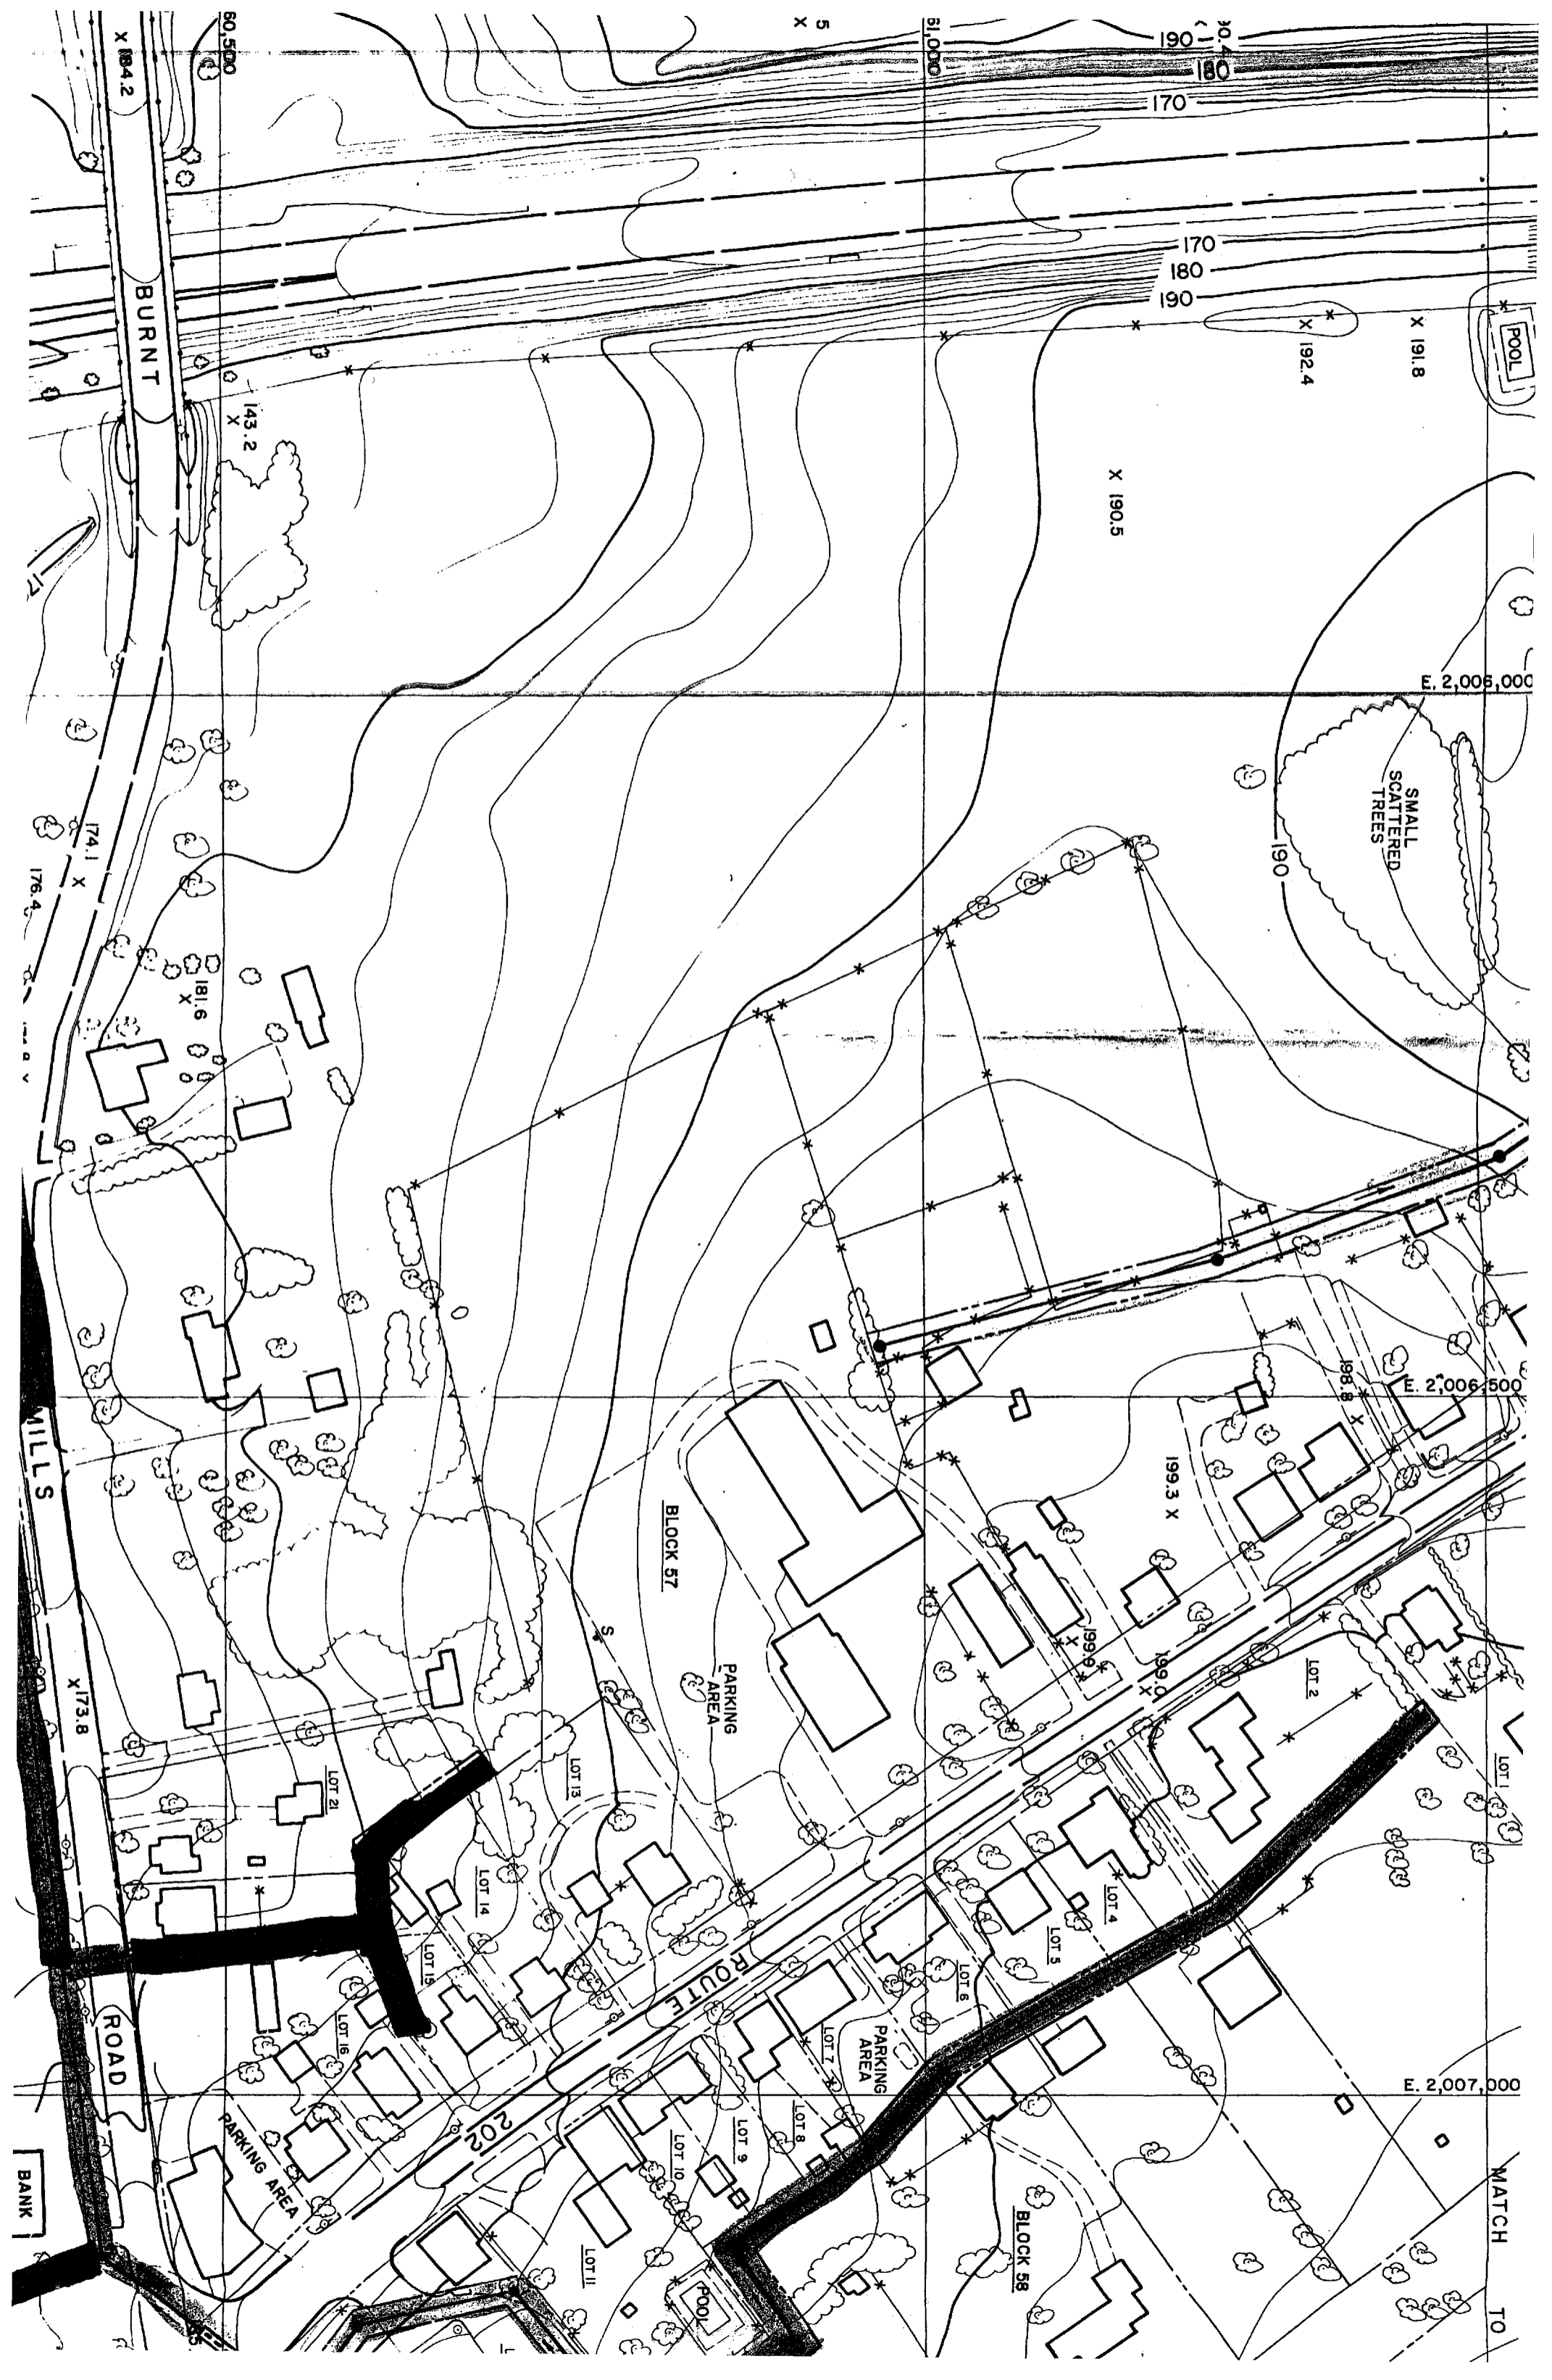 184.2
60,500
5
61,000
190
180
170
BURNT
170
180
190
192.4
191.8
POOL
143.2
190.5
E. 2,006,000
SMALL
SCATTERED
TREES
190
174.1
176.4
181.6
E. 2,006,500
198.8
199.3
BLOCK 57
MILLS
199.9
199.0
S
LOT 2
LOT 1
PARKING
AREA
173.8
LOT 13
LOT 21
LOT 14
LOT 4
LOT 5
LOT 6
LOT 15
ROUTE
202
LOT 16
LOT 7
PARKING
AREA
ROAD
E. 2,007,000
LOT 8
LOT 9
LOT 10
PARKING AREA
BANK
BLOCK 58
LOT 11
POOL
MATCH TO